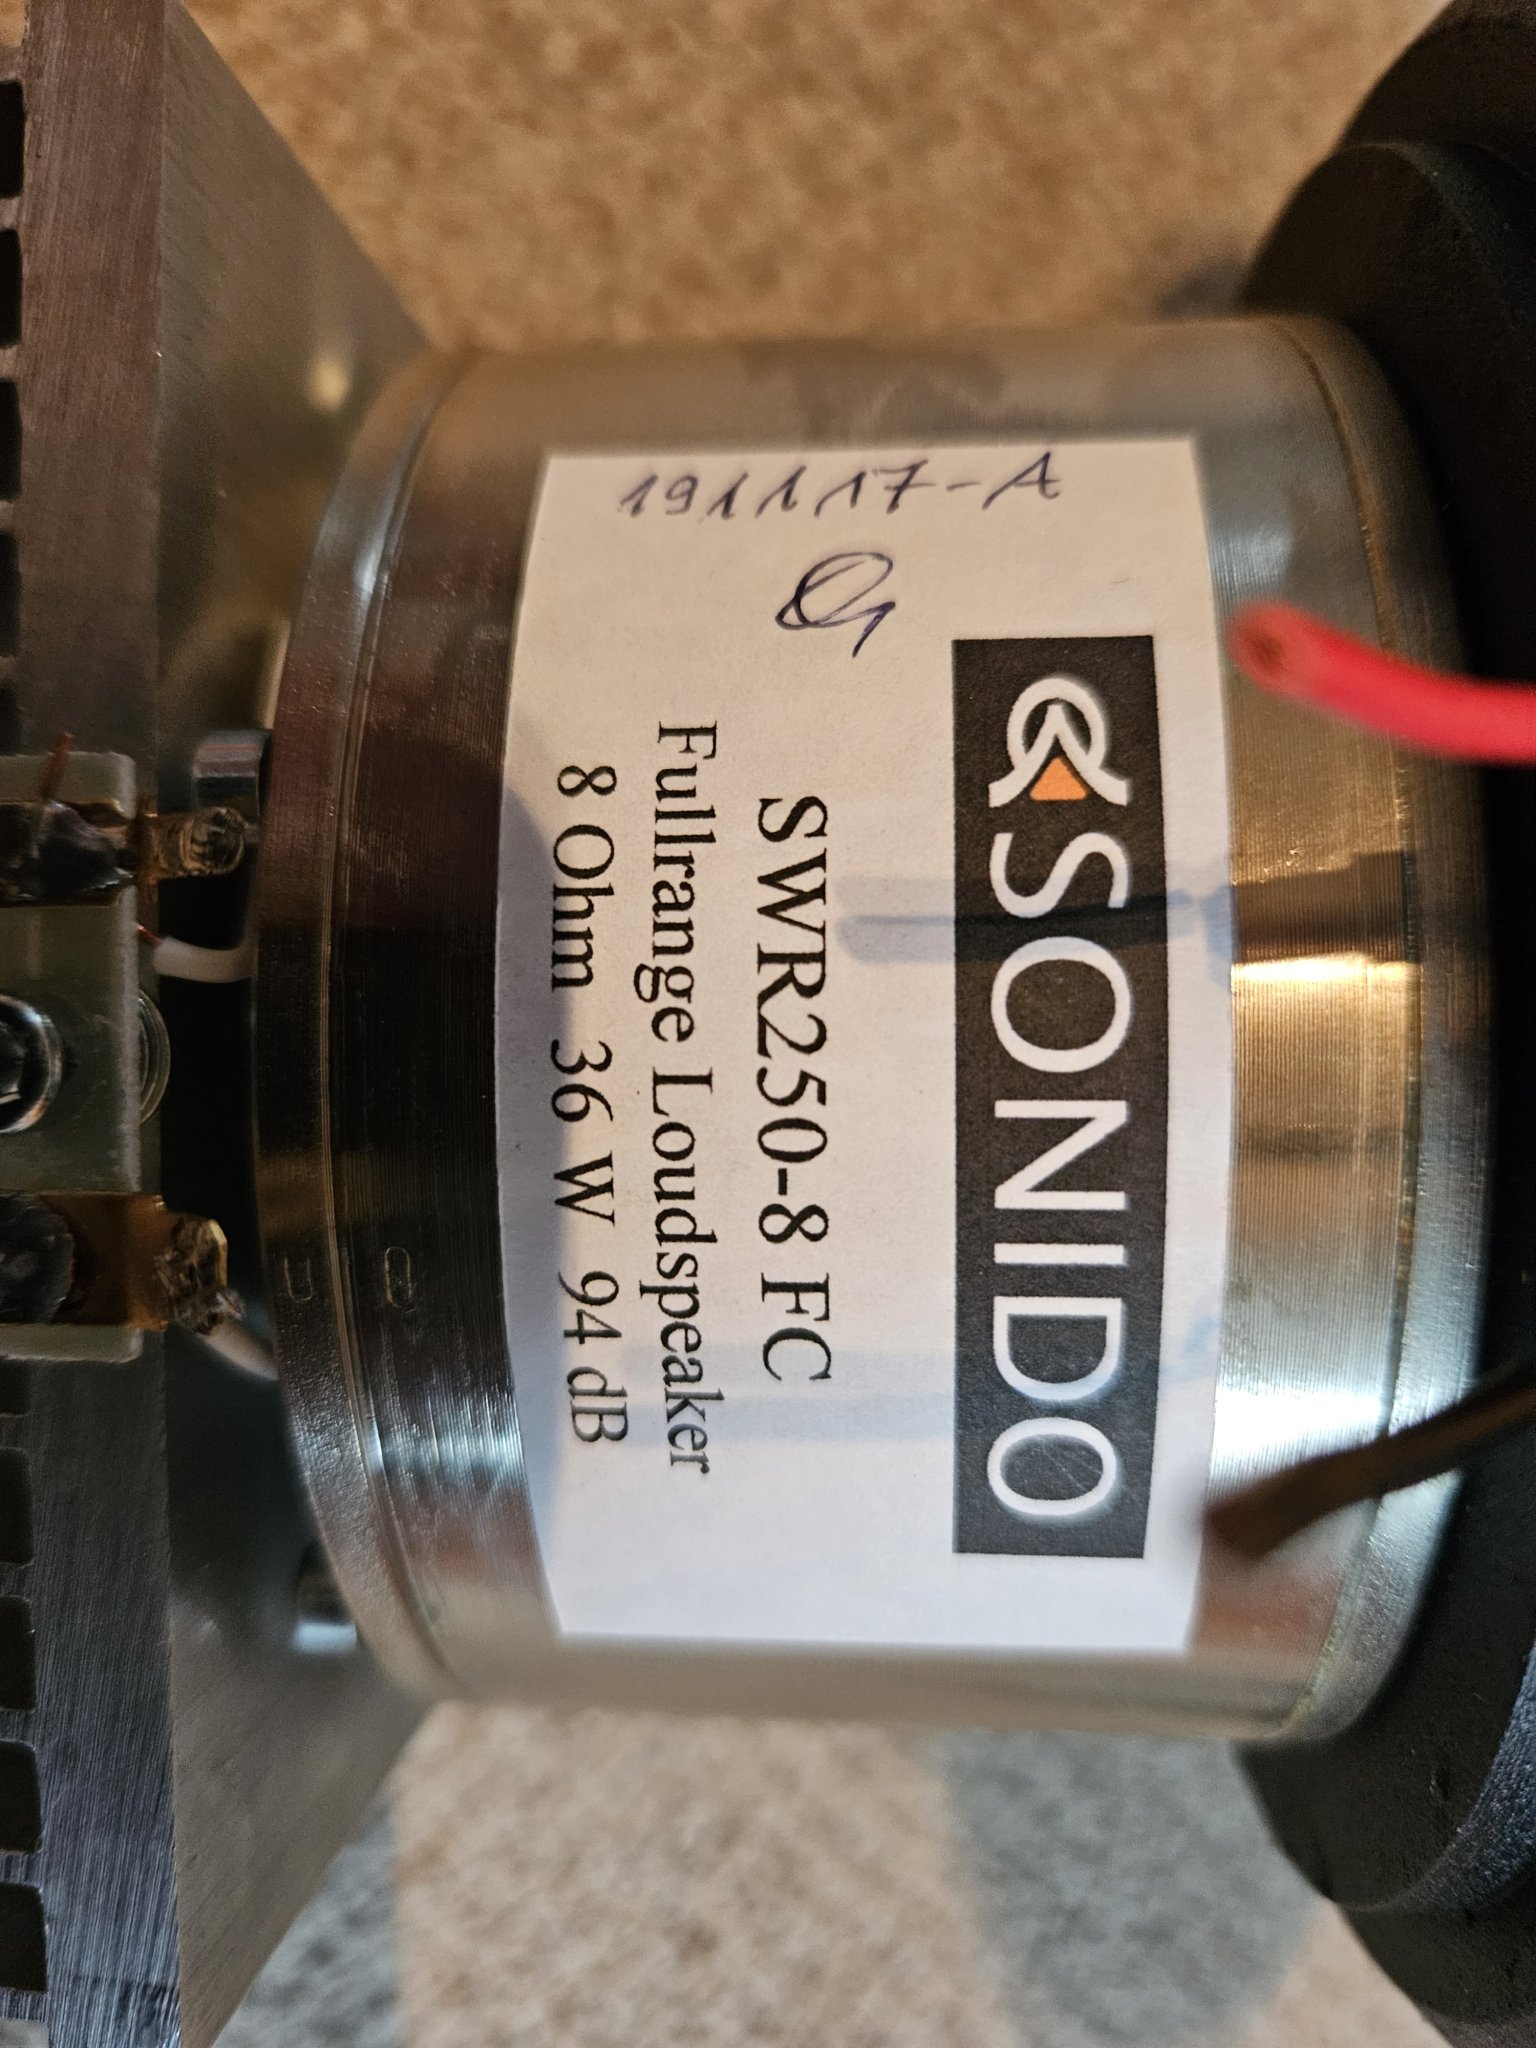 SONIDO
SWR250-8 FC
Fullrange Loudspeaker
8 Ohm 36 W 94 dB
191117-A